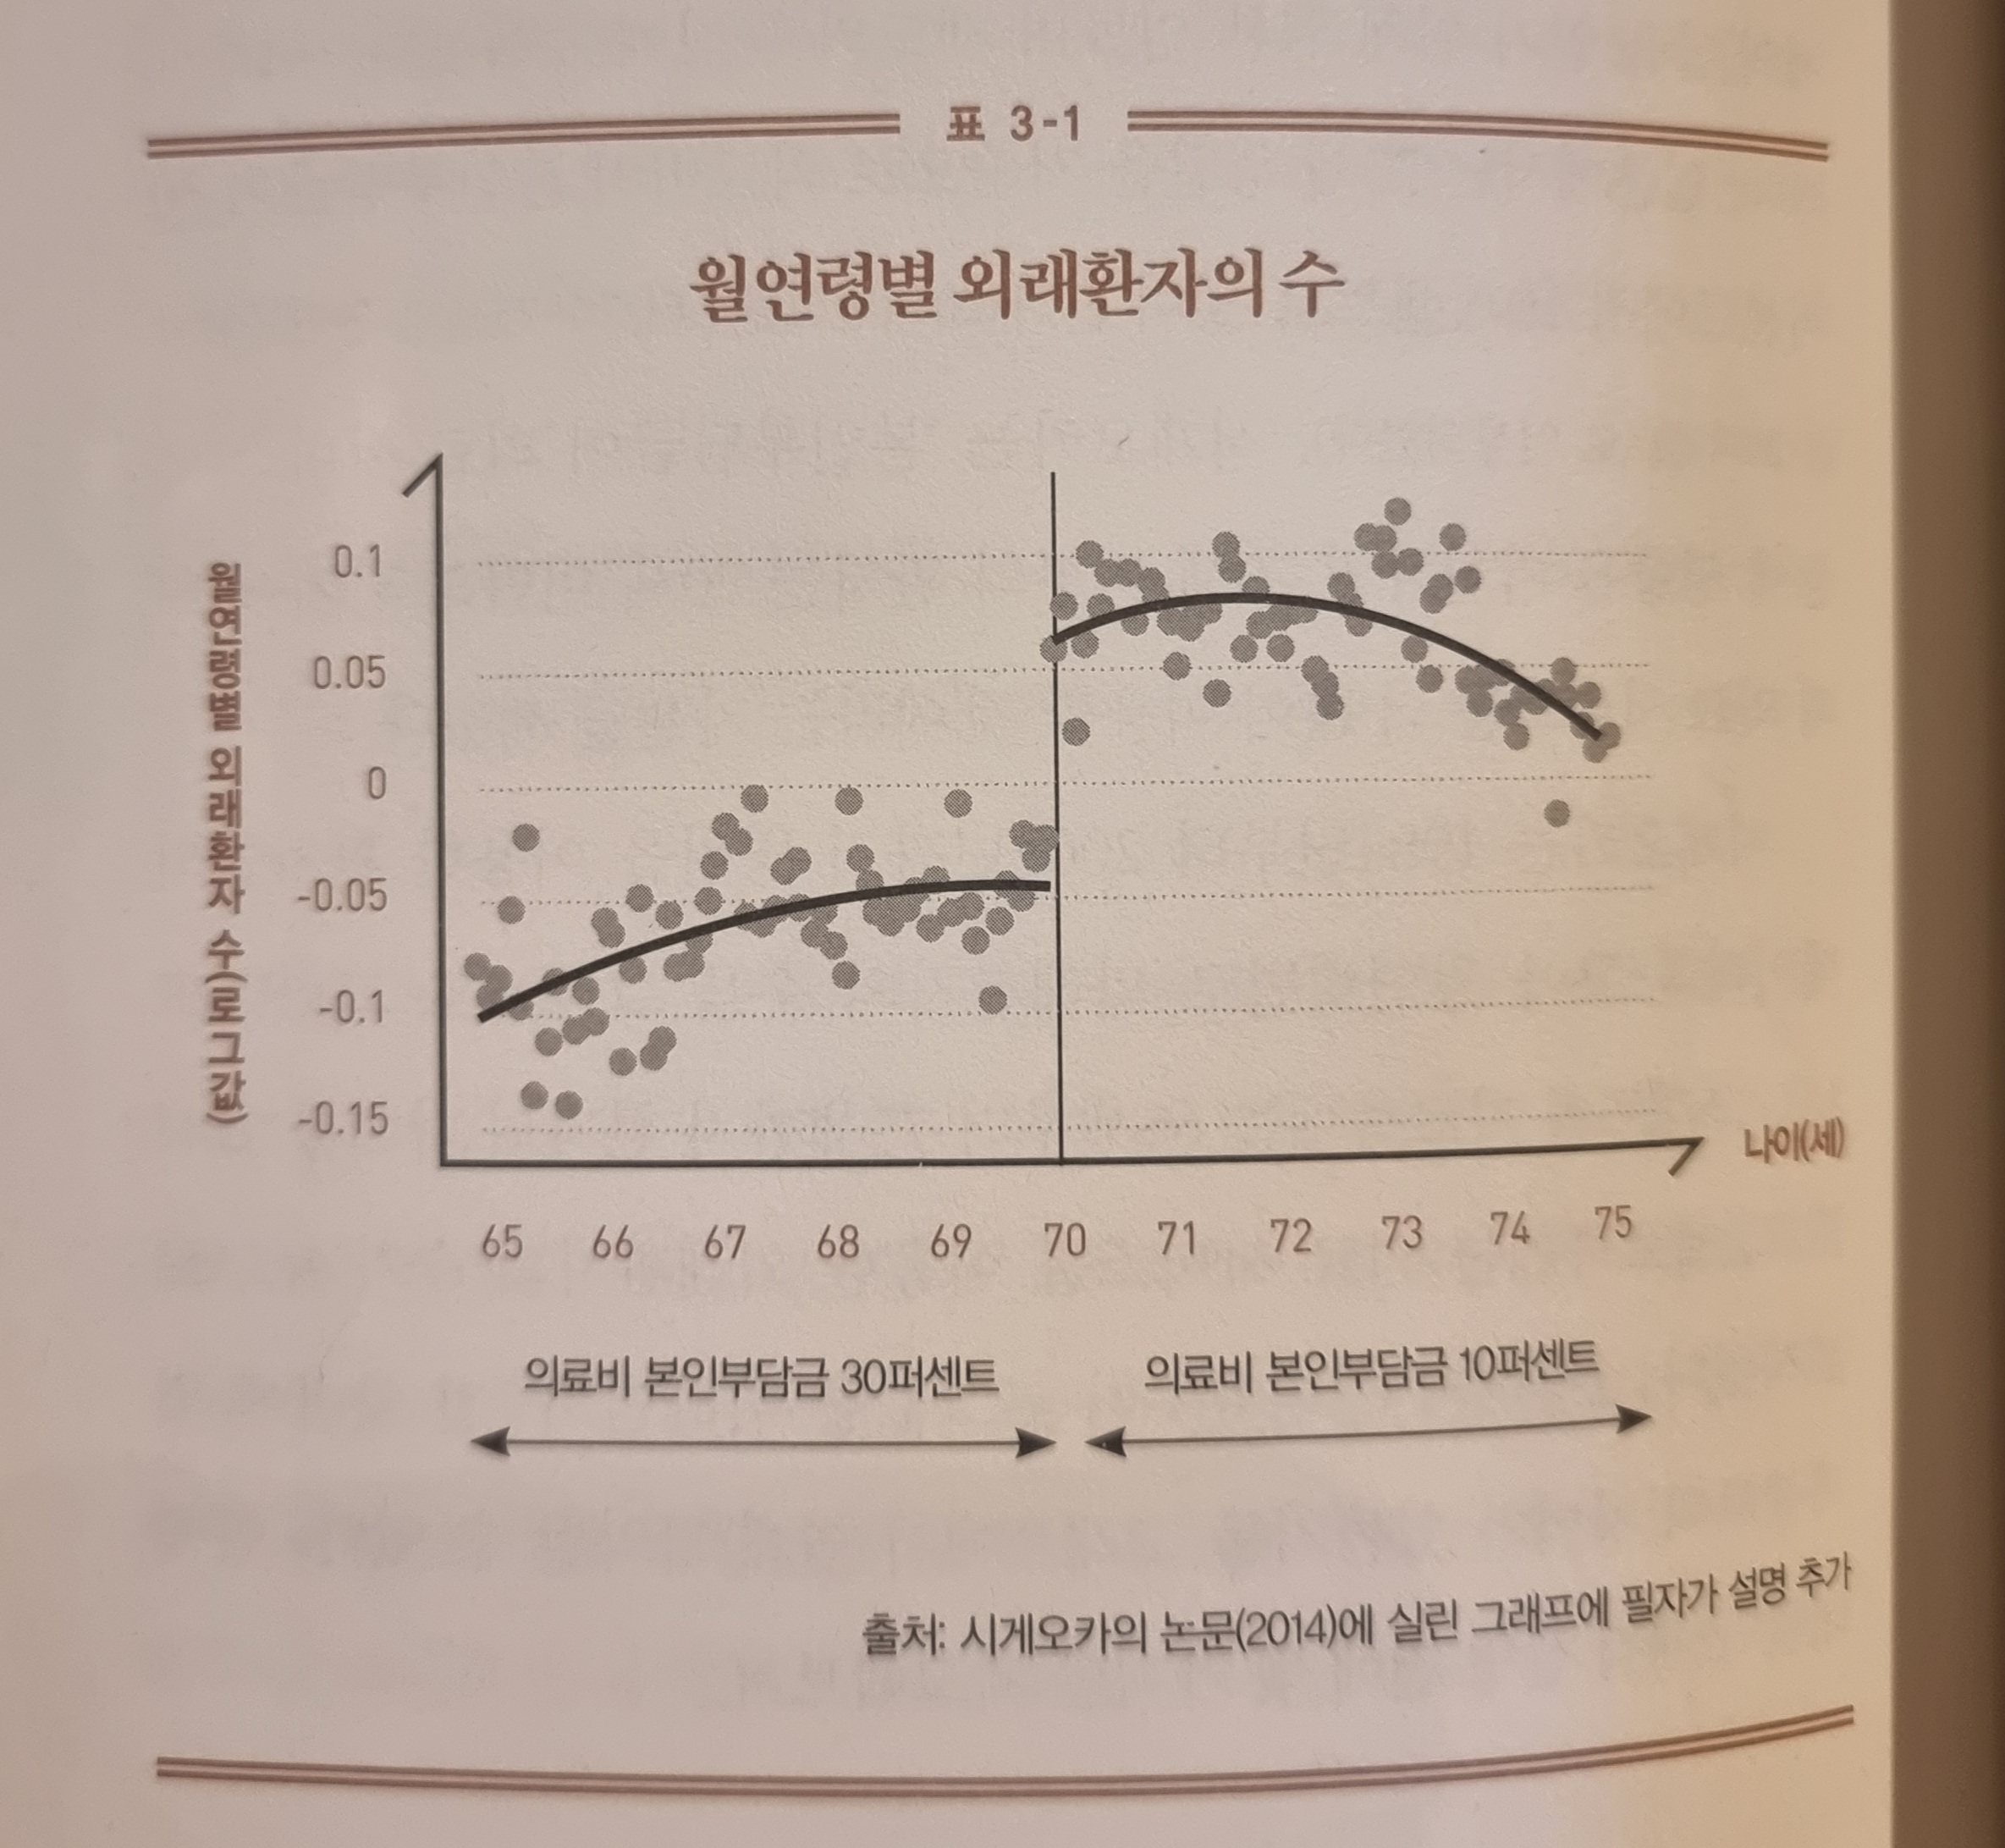 표 3-1
월연령별 외래환자의 수
월연령별 외래환자 수(로그값)
0.1
0.05
0
-0.05
-0.1
-0.15
나이(세)
65 66 67 68 69 70 71 72 73 74 75
의료비 본인부담금 30퍼센트 의료비 본인부담금 10퍼센트
출처: 시게오카의 논문(2014)에 실린 그래프에 필자가 설명 추가